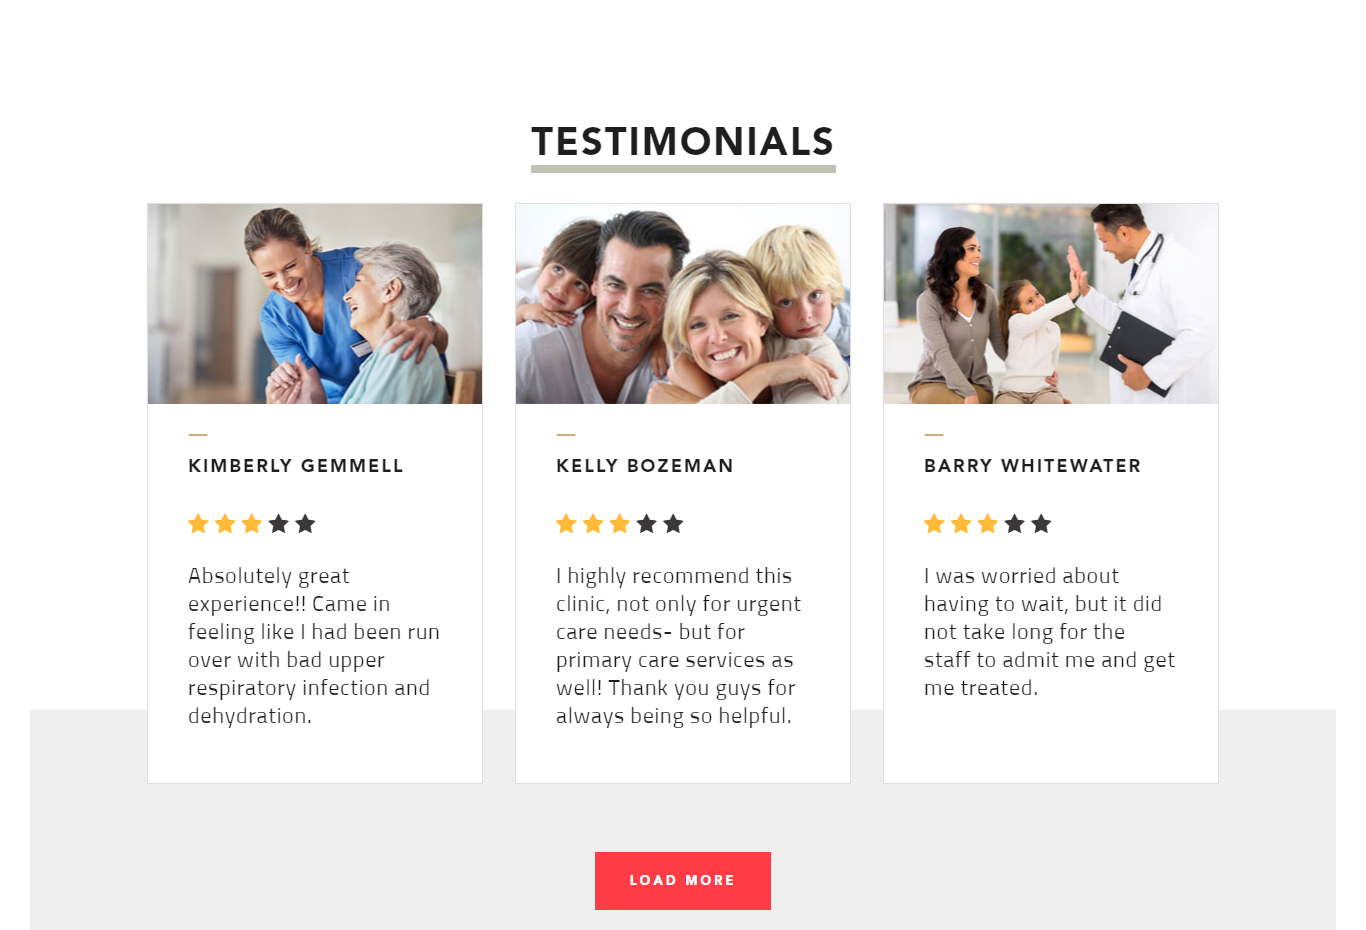 TESTIMONIALS
KIMBERLY GEMMELL
Absolutely great
experience!! Came in
feeling like I had been run
over with bad upper
respiratory infection and
dehydration.
KELLY BOZEMAN
I highly recommend this
clinic, not only for urgent
care needs- but for
primary care services as
well! Thank you guys for
always being so helpful.
BARRY WHITEWATER
I was worried about
having to wait, but it did
not take long for the
staff to admit me and get
me treated.
LOAD MORE